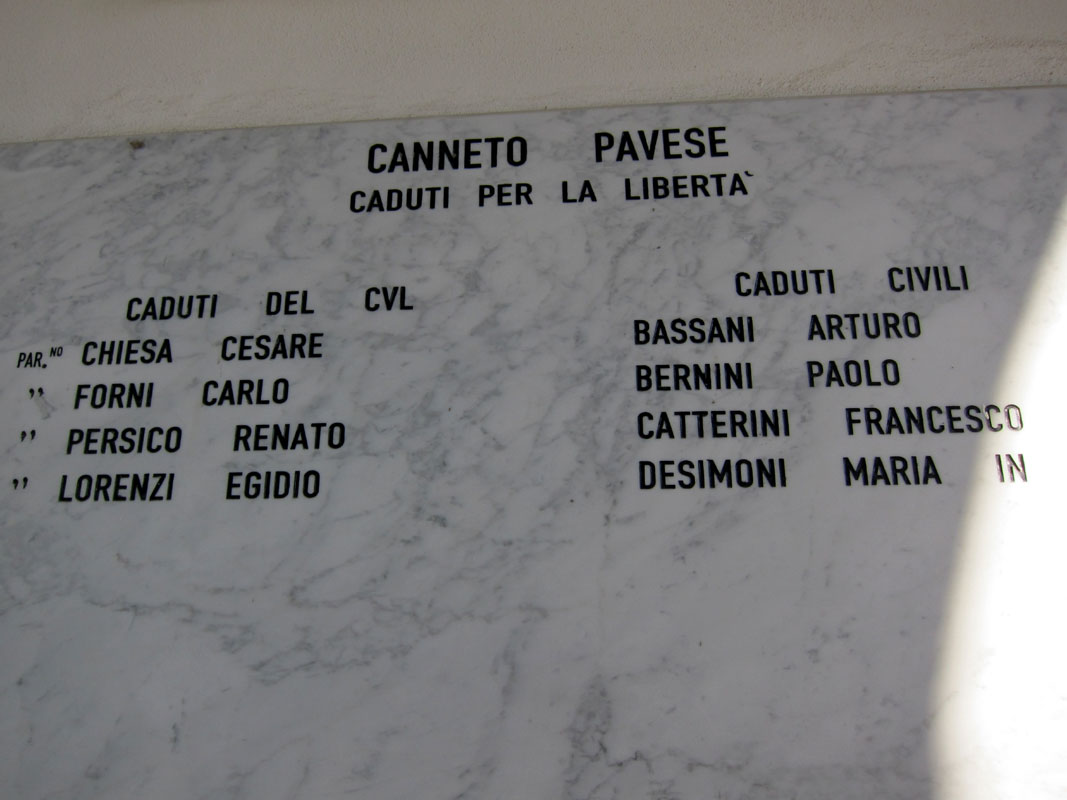 CANNETO PAVESE
CADUTI PER LA LIBERTA`
CADUTI DEL CVL
PAR.NO CHIESA CESARE
" FORNI CARLO
" PERSICO RENATO
" LORENZI EGIDIO
CADUTI CIVILI
BASSANI ARTURO
BERNINI PAOLO
CATTERINI FRANCESCO
DESIMONI MARIA IN